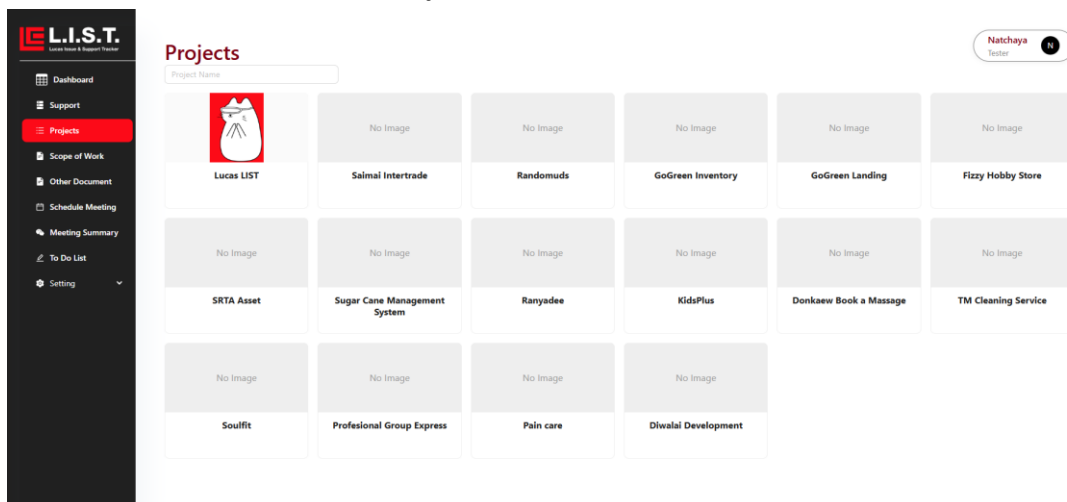 L.I.S.T.
Lucas Issue & Support Tracker
Dashboard
Support
Projects
Scope of Work
Other Document
Schedule Meeting
Meeting Summary
To Do List
Setting
Projects
Project Name
Natchaya
Tester
N
No Image
No Image
No Image
No Image
No Image
Lucas LIST
Saimai Intertrade
Randomuds
GoGreen Inventory
GoGreen Landing
Fizzy Hobby Store
No Image
No Image
No Image
No Image
No Image
No Image
SRTA Asset
Sugar Cane Management
System
Ranyadee
KidsPlus
Donkaew Book a Massage
TM Cleaning Service
No Image
No Image
No Image
No Image
Soulfit
Profesional Group Express
Pain care
Diwalai Development